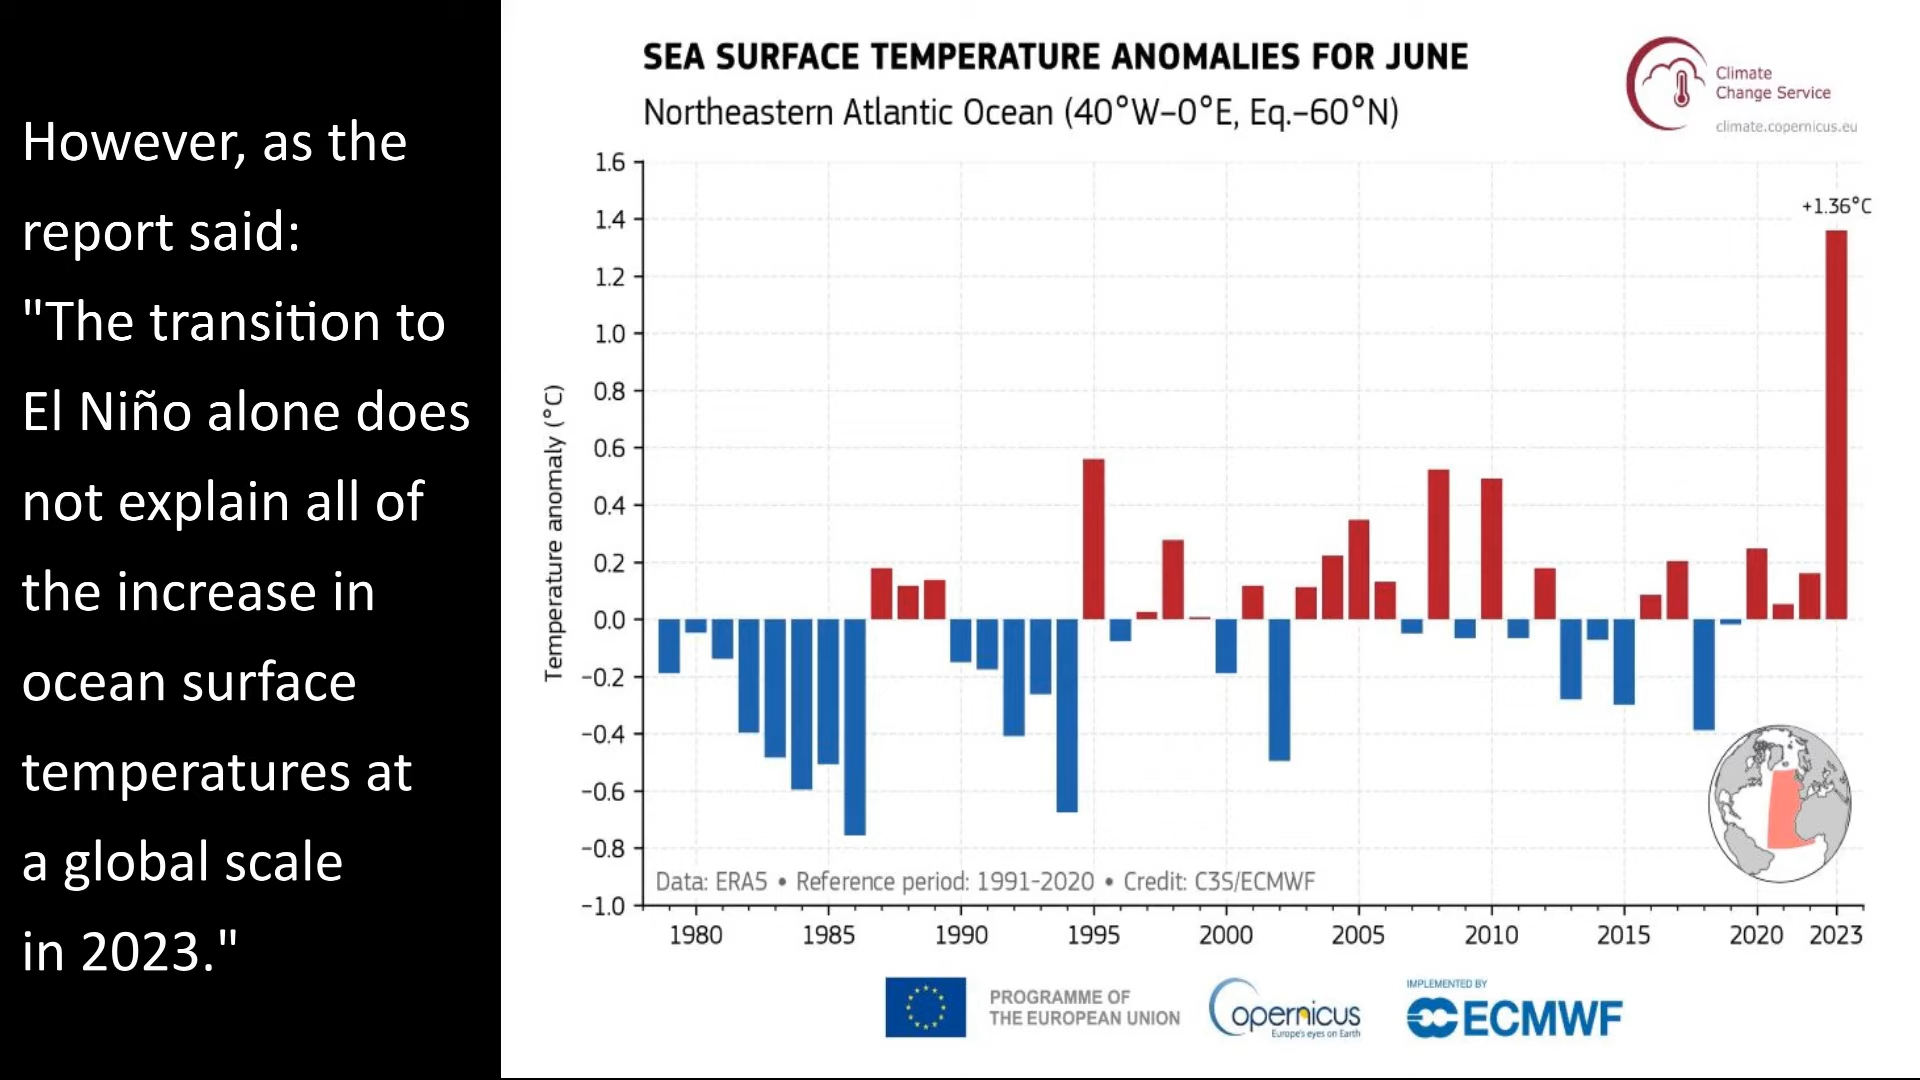 However, as the
report said:
"The transition to
El Niño alone does
not explain all of
the increase in
ocean surface
temperatures at
a global scale
in 2023."
SEA SURFACE TEMPERATURE ANOMALIES FOR JUNE
Northeastern Atlantic Ocean (40°W–0°E, Eq.–60°N)
Climate
Change Service
climate.copernicus.eu
Temperature anomaly (°C)
1.6
1.4
1.2
1.0
0.8
0.6
0.4
0.2
0.0
−0.2
−0.4
−0.6
−0.8
−1.0
+1.36°C
Data: ERA5 • Reference period: 1991-2020 • Credit: C3S/ECMWF
1980 1985 1990 1995 2000 2005 2010 2015 2020 2023
PROGRAMME OF
THE EUROPEAN UNION
opernicus
Europe's eyes on Earth
IMPLEMENTED BY
ECMWF